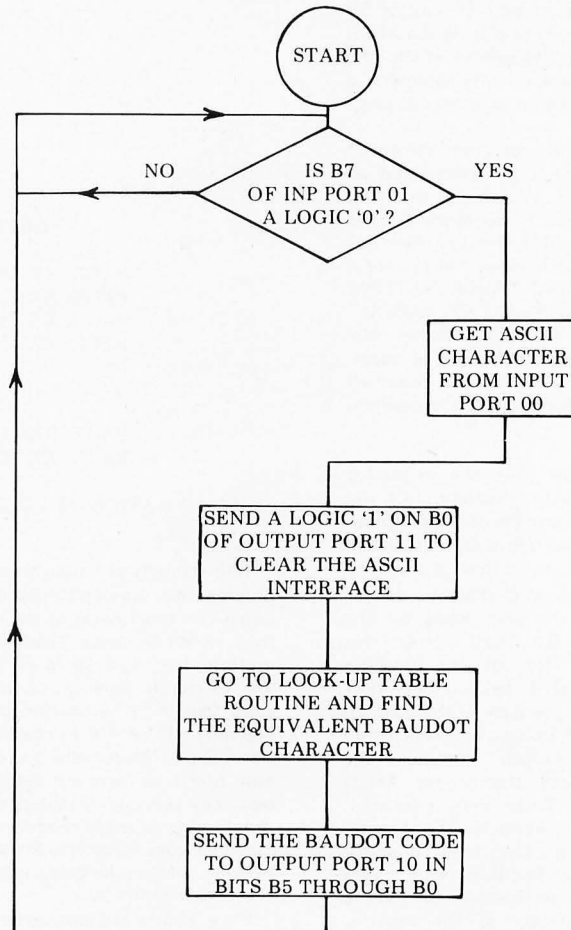 START
IS B7
OF INP PORT 01
A LOGIC ‘0’ ?
NO
YES
GET ASCII
CHARACTER
FROM INPUT
PORT 00
SEND A LOGIC ‘1’ ON B0
OF OUTPUT PORT 11 TO
CLEAR THE ASCII
INTERFACE
GO TO LOOK-UP TABLE
ROUTINE AND FIND
THE EQUIVALENT BAUDOT
CHARACTER
SEND THE BAUDOT CODE
TO OUTPUT PORT 10 IN
BITS B5 THROUGH B0